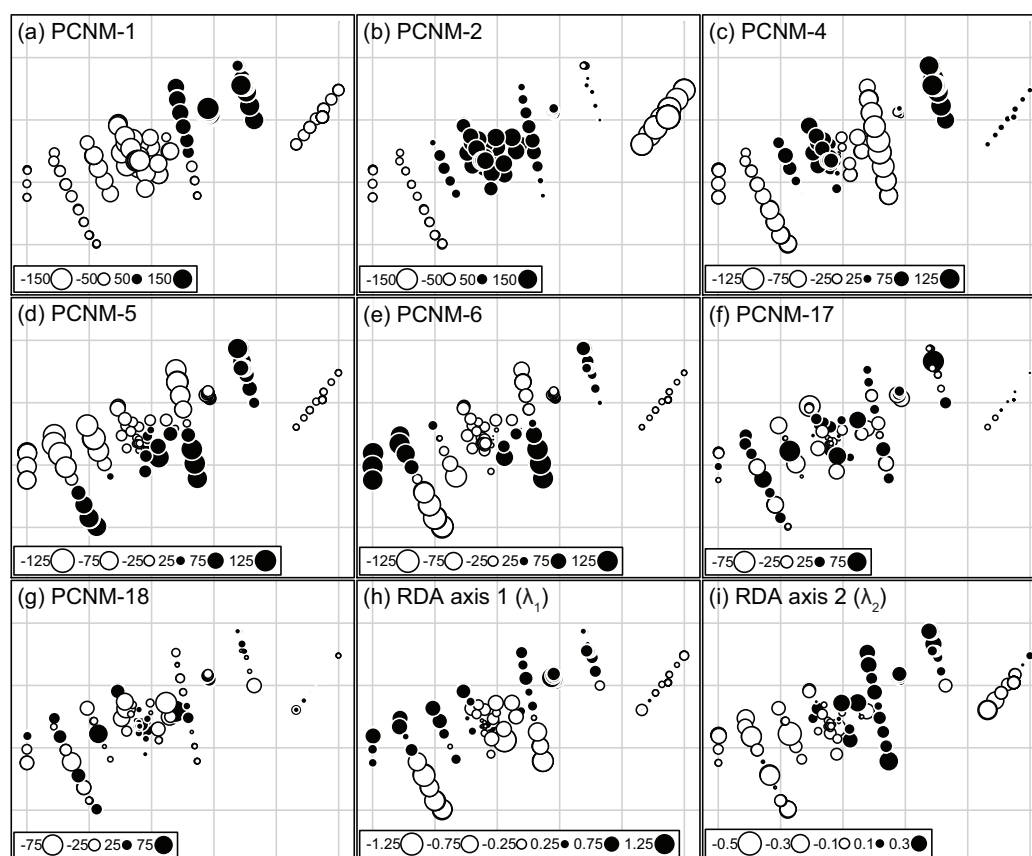 (a) PCNM-1
(b) PCNM-2
(c) PCNM-4
-150 -50 50 150
-150 -50 50 150
-125 -75 -25 25 75 125
(d) PCNM-5
(e) PCNM-6
(f) PCNM-17
-125 -75 -25 25 75 125
-125 -75 -25 25 75 125
-75 -25 25 75
(g) PCNM-18
(h) RDA axis 1 (λ₁)
(i) RDA axis 2 (λ₂)
-75 -25 25 75
-1.25 -0.75 -0.25 0.25 0.75 1.25
-0.5 -0.3 -0.1 0.1 0.3